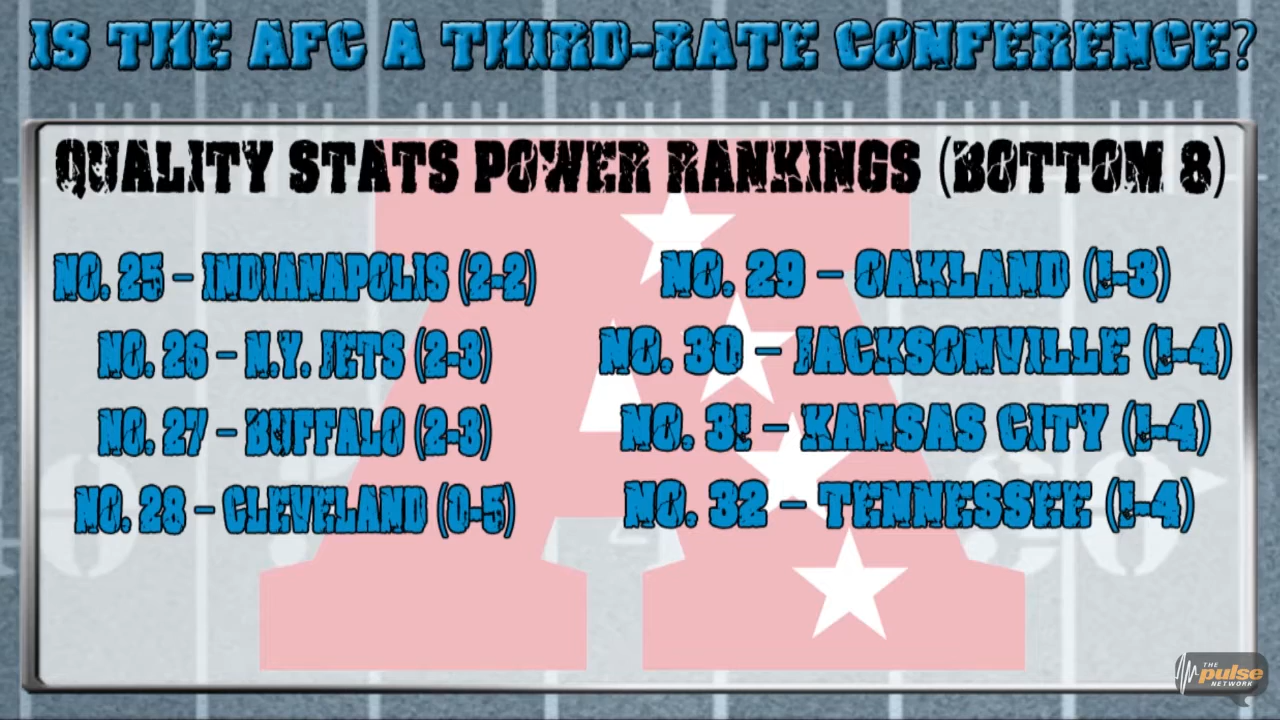 IS THE AFC A THIRD-RATE CONFERENCE?
QUALITY STATS POWER RANKINGS (BOTTOM 8)
NO. 25 – INDIANAPOLIS (2-2)
NO. 26 – N.Y. JETS (2-3)
NO. 27 – BUFFALO (2-3)
NO. 28 – CLEVELAND (0-5)
NO. 29 – OAKLAND (1-3)
NO. 30 – JACKSONVILLE (1-4)
NO. 31 – KANSAS CITY (1-4)
NO. 32 – TENNESSEE (1-4)
THE
pulse
NETWORK